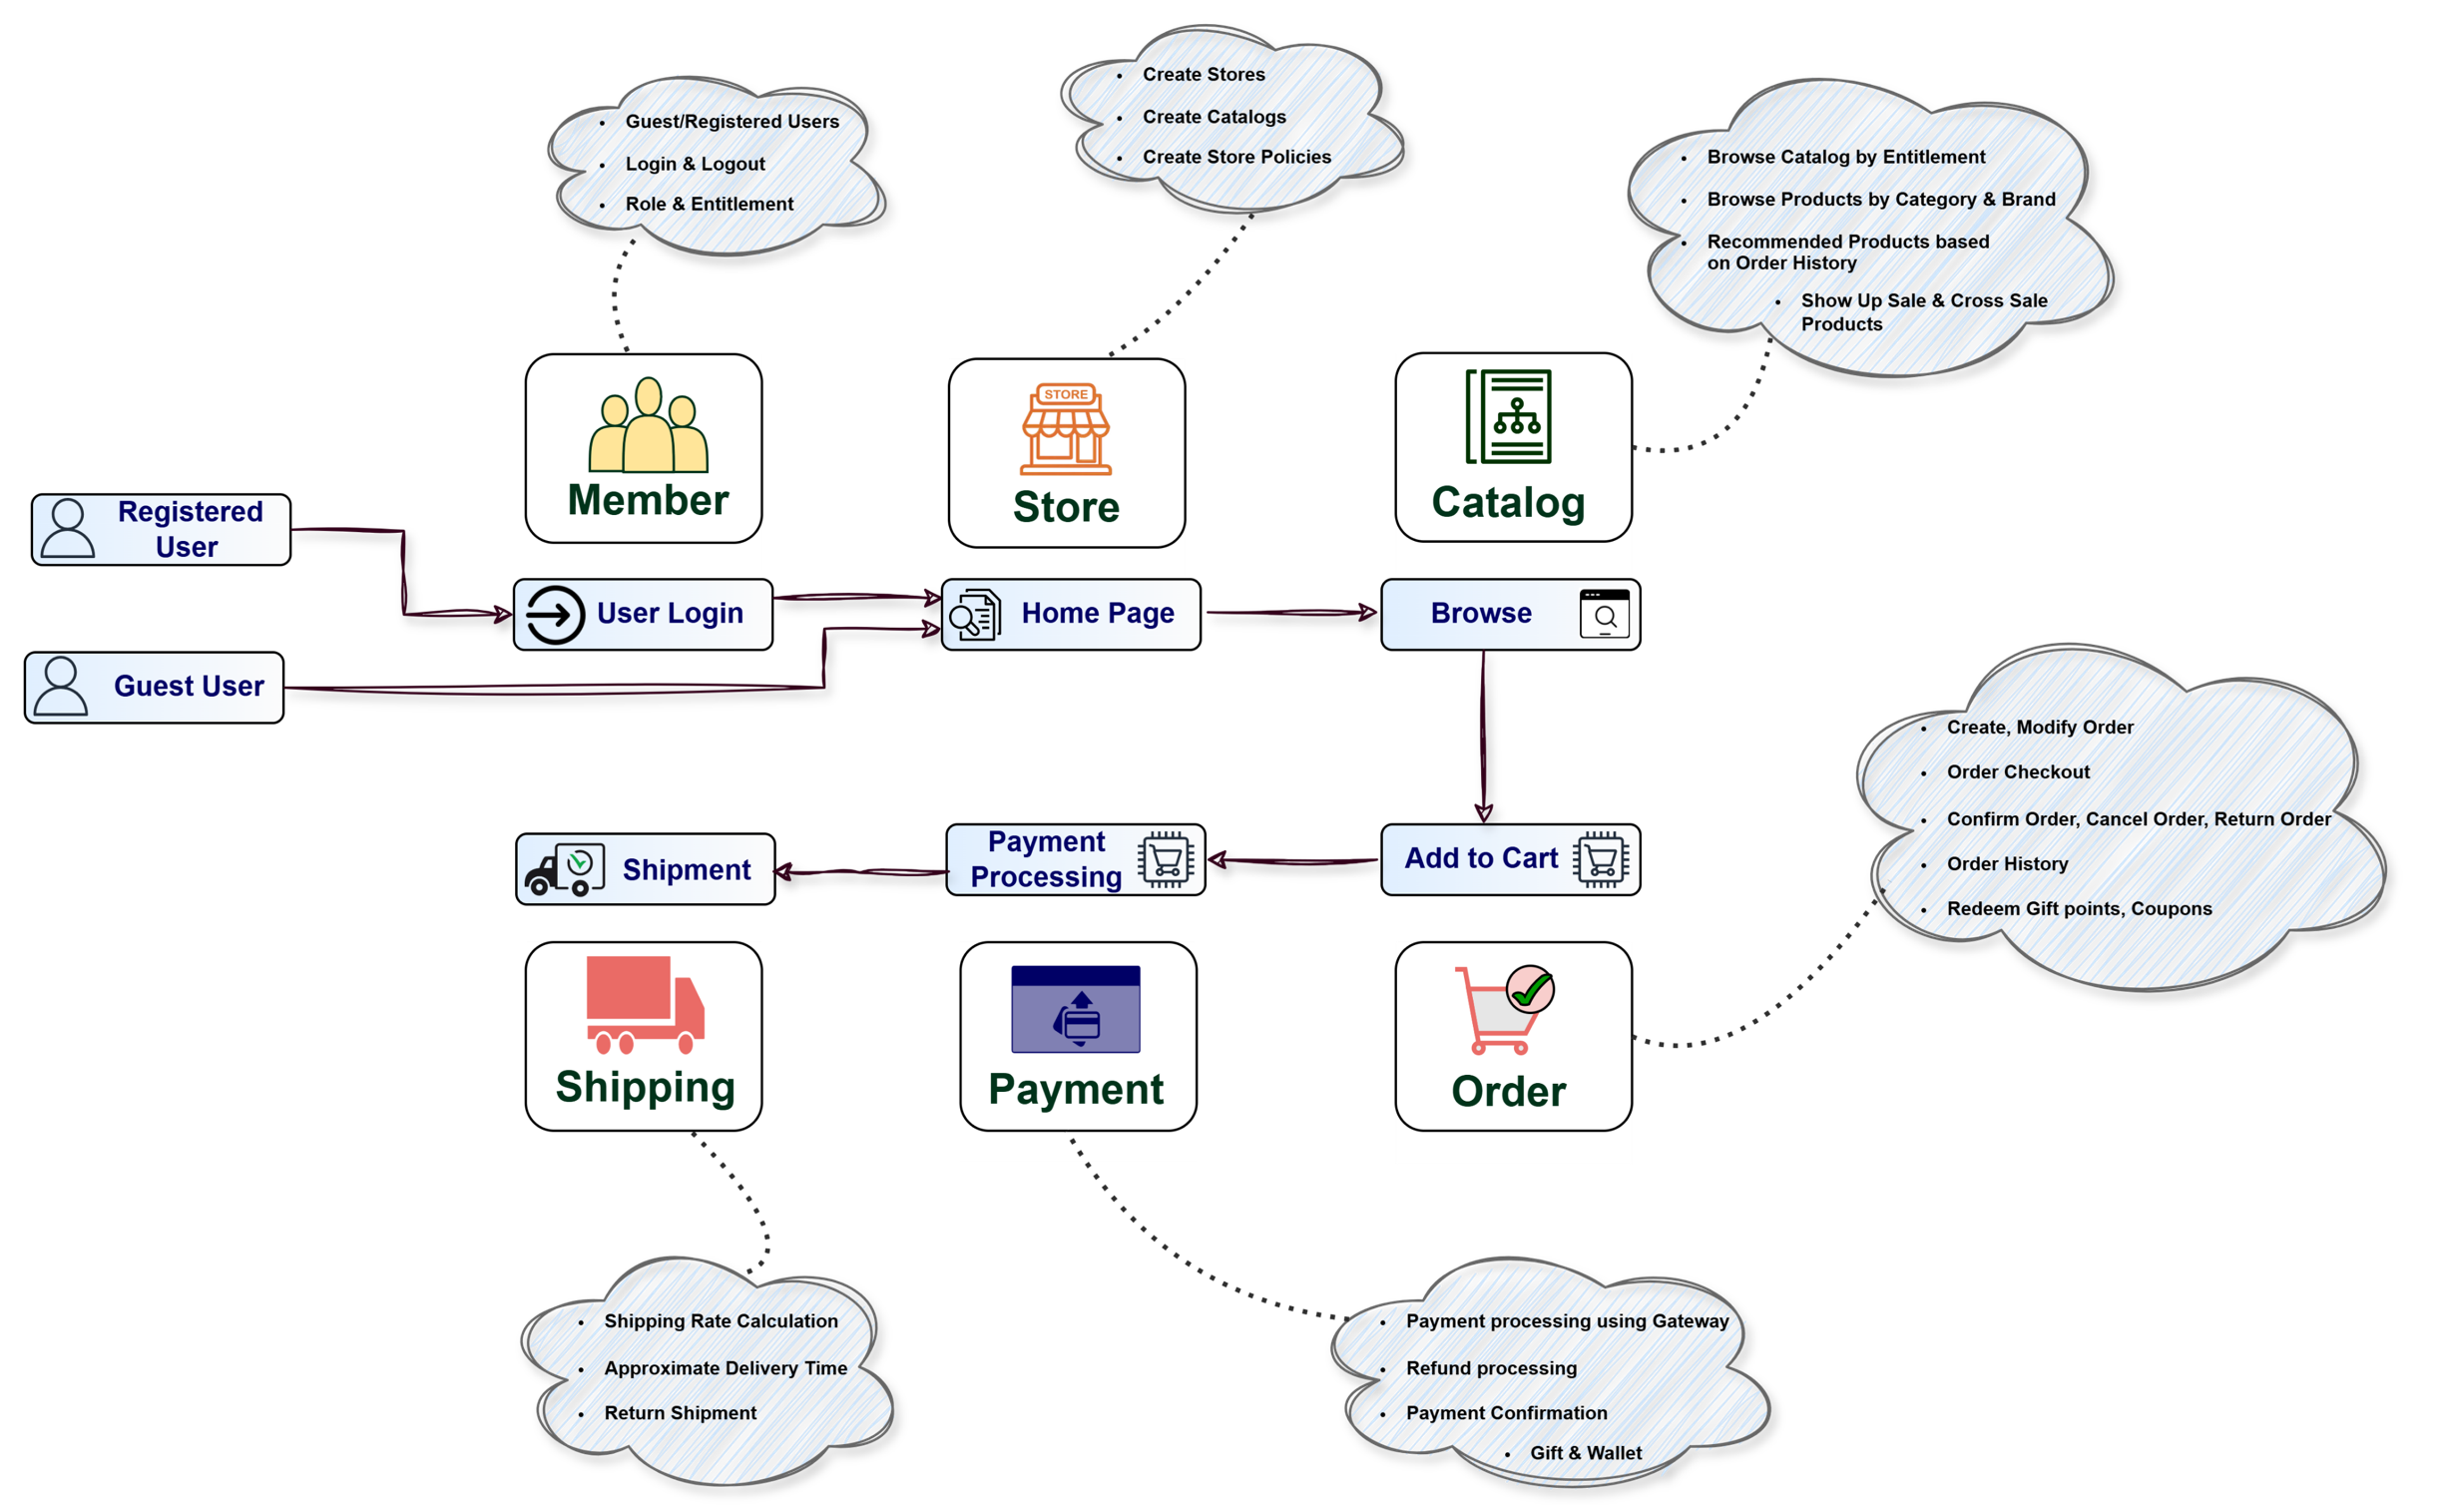 Create Stores
Create Catalogs
Create Store Policies
Guest/Registered Users
Login & Logout
Role & Entitlement
Browse Catalog by Entitlement
Browse Products by Category & Brand
Recommended Products based
on Order History
Show Up Sale & Cross Sale
Products
Member
STORE
Store
Catalog
Registered
User
User Login
Home Page
Browse
Guest User
Create, Modify Order
Order Checkout
Confirm Order, Cancel Order, Return Order
Order History
Redeem Gift points, Coupons
Shipment
Payment
Processing
Add to Cart
Shipping
Payment
Order
Shipping Rate Calculation
Approximate Delivery Time
Return Shipment
Payment processing using Gateway
Refund processing
Payment Confirmation
Gift & Wallet